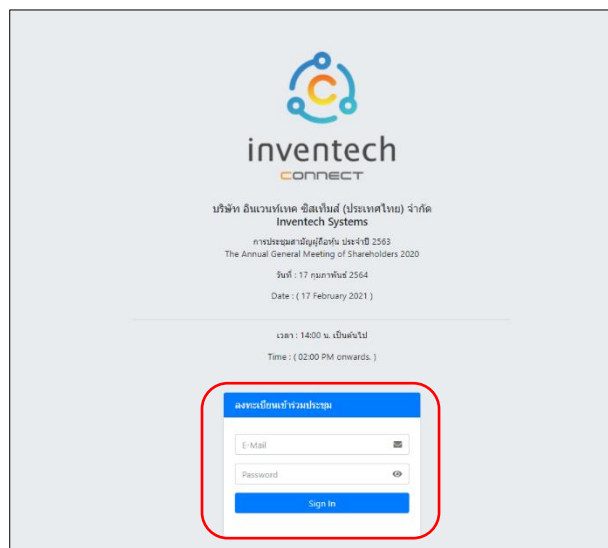 C
inventech
CONNECT
บริษัท อินเวนท์เทค ซิสเท็มส์ (ประเทศไทย) จำกัด
Inventech Systems
การประชุมสามัญผู้ถือหุ้น ประจำปี 2563
The Annual General Meeting of Shareholders 2020
วันที่ : 17 กุมภาพันธ์ 2564
Date : ( 17 February 2021 )
เวลา : 14:00 น. เป็นต้นไป
Time : ( 02:00 PM onwards. )
ลงทะเบียนเข้าร่วมประชุม
E-Mail
Password
Sign In